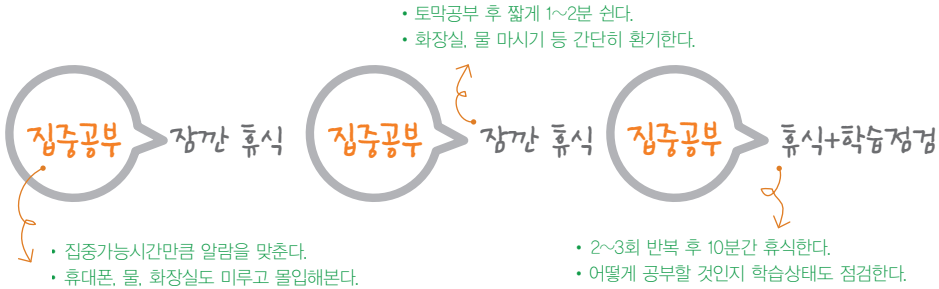 • 토막공부 후 짧게 1~2분 쉰다.
• 화장실, 물 마시기 등 간단히 환기한다.
집중공부 잠깐 휴식 집중공부 잠깐 휴식 집중공부 휴식+학습점검
• 집중가능시간만큼 알람을 맞춘다.
• 휴대폰, 물, 화장실도 미루고 몰입해본다.
• 2~3회 반복 후 10분간 휴식한다.
• 어떻게 공부할 것인지 학습상태도 점검한다.